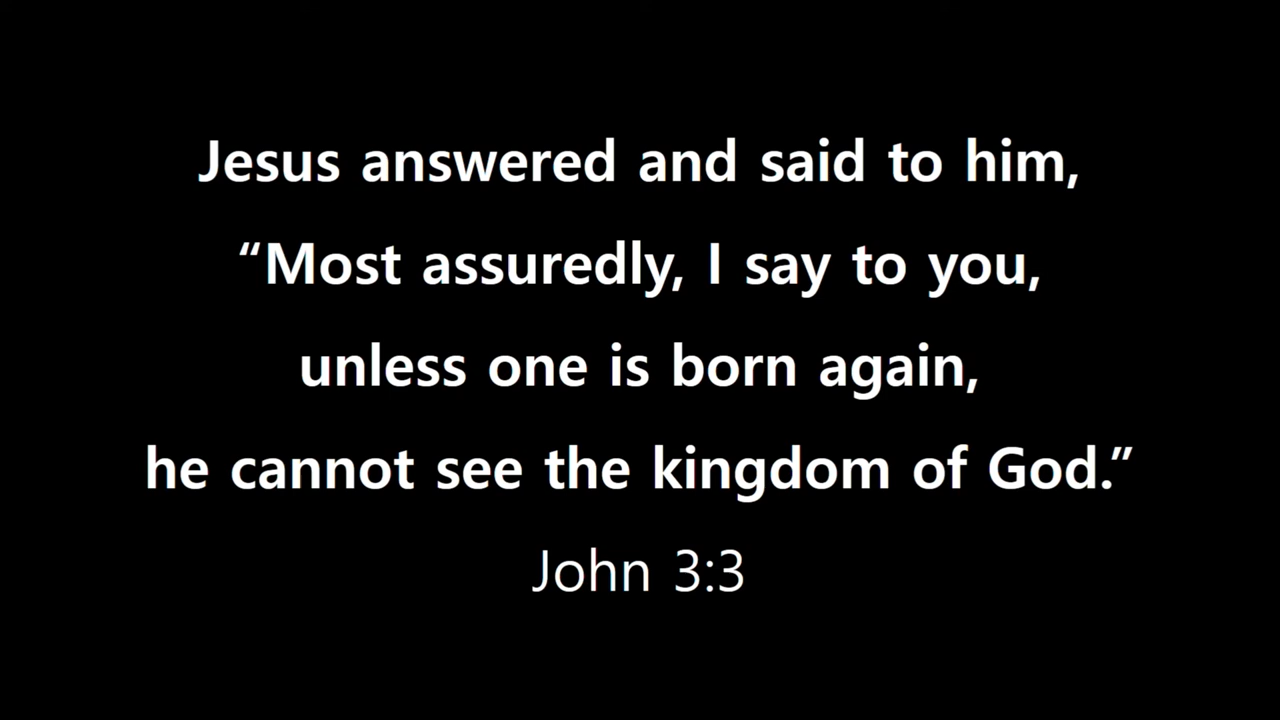 Jesus answered and said to him,
“Most assuredly, I say to you,
unless one is born again,
he cannot see the kingdom of God.”
John 3:3